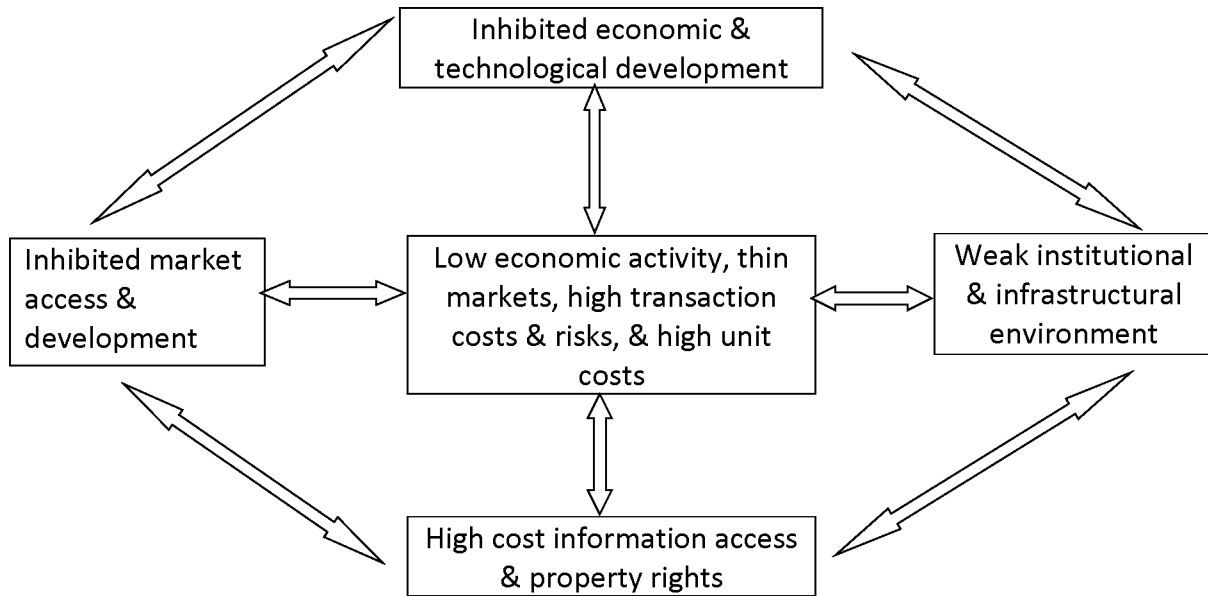 Inhibited economic &
technological development
Inhibited market
access &
development
Low economic activity, thin
markets, high transaction
costs & risks, & high unit
costs
Weak institutional
& infrastructural
environment
High cost information access
& property rights